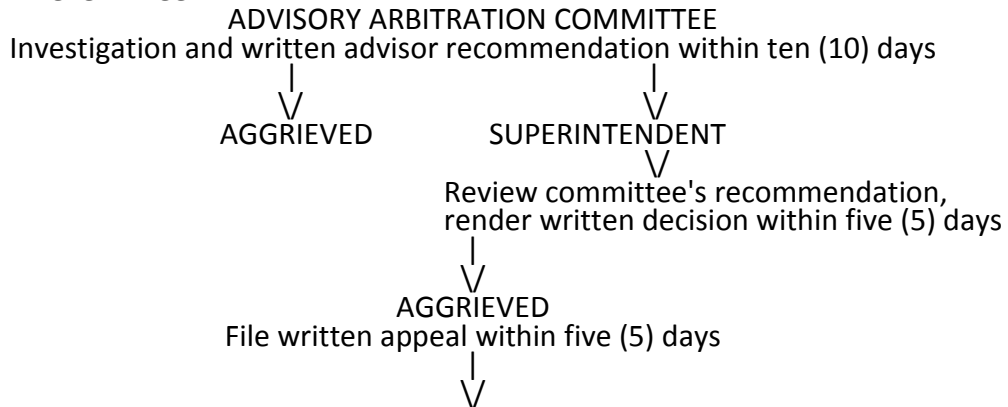 ADVISORY ARBITRATION COMMITTEE
Investigation and written advisor recommendation within ten (10) days
| |
\/ \/
AGGRIEVED SUPERINTENDENT
\/
Review committee's recommendation,
render written decision within five (5) days
|
\/
AGGRIEVED
File written appeal within five (5) days
|
\/